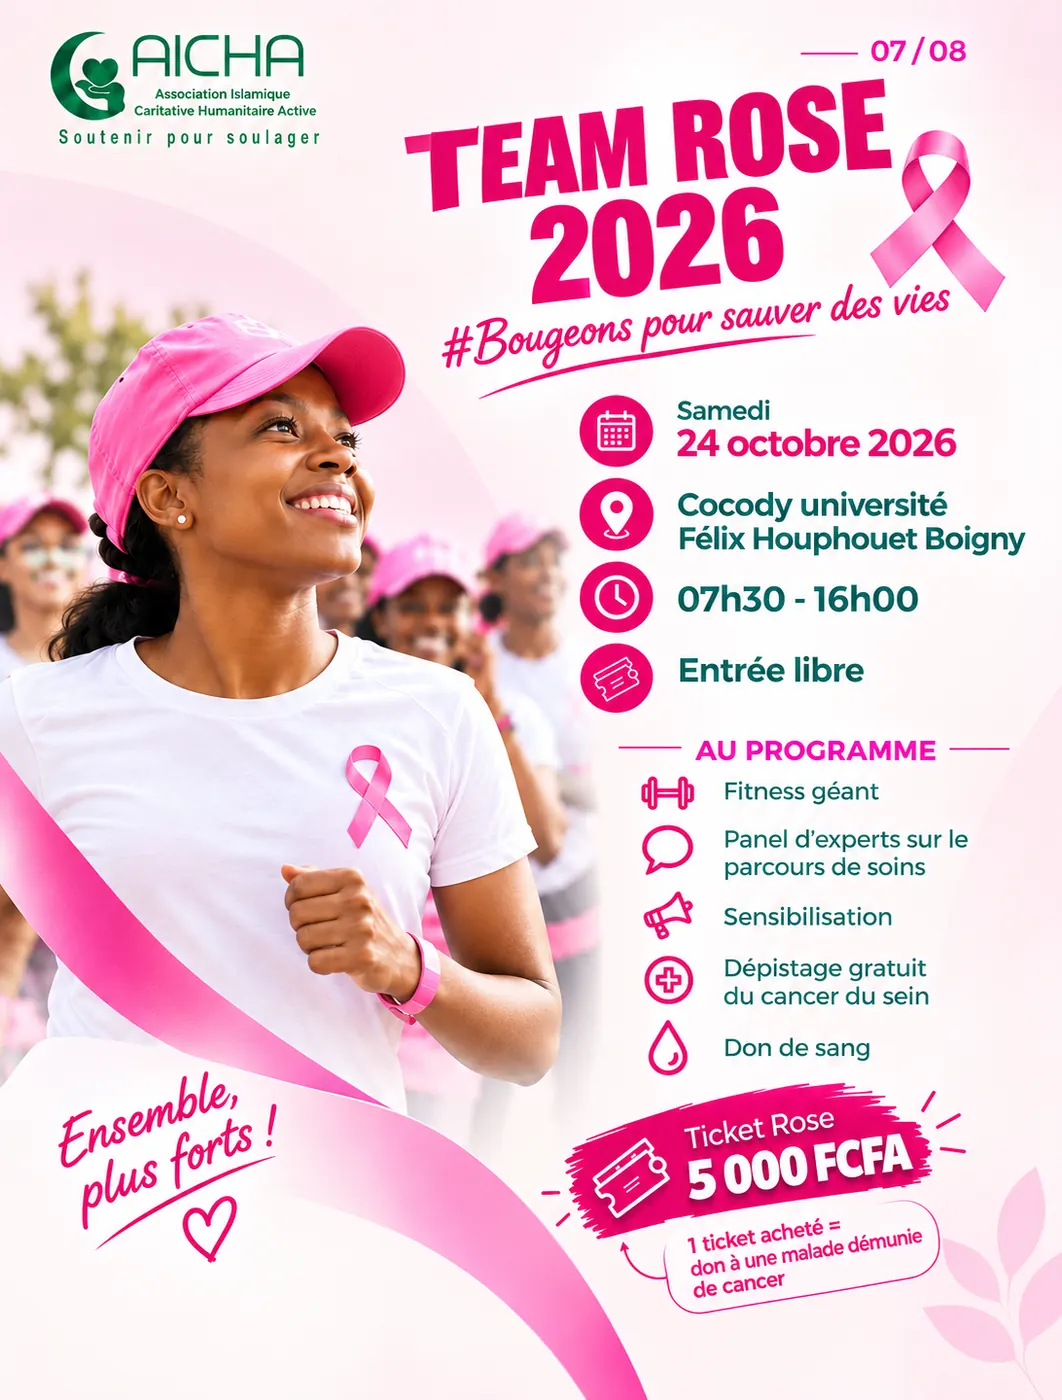 AICHA
Association Islamique
Caritative Humanitaire Active
Soutenir pour soulager
07 / 08
TEAM ROSE
2026
#Bougeons pour sauver des vies
Samedi
24 octobre 2026
Cocody université
Félix Houphouet Boigny
07h30 - 16h00
Entrée libre
AU PROGRAMME
Fitness géant
Panel d'experts sur le
parcours de soins
Sensibilisation
Dépistage gratuit
du cancer du sein
Don de sang
Ensemble,
plus forts !
Ticket Rose
5 000 FCFA
1 ticket acheté =
don à une malade démunie
de cancer